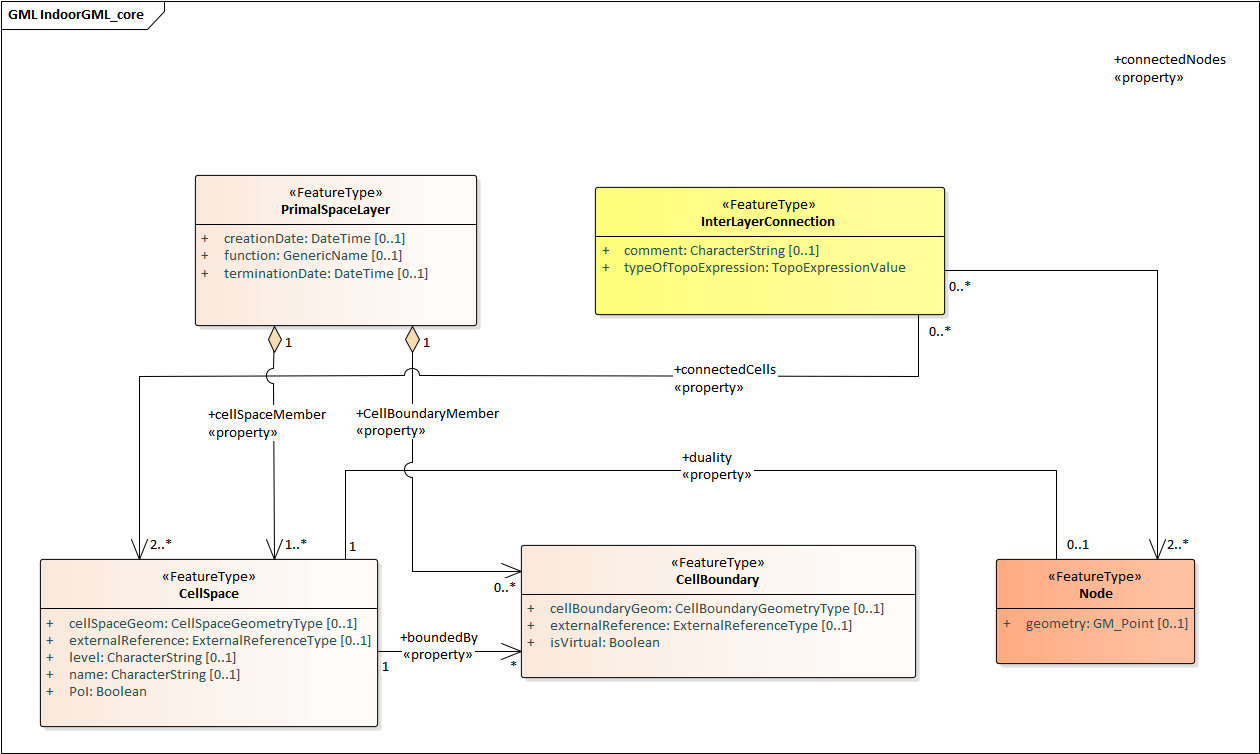 GML IndoorGML_core
+connectedNodes
«property»
«FeatureType»
PrimalSpaceLayer
+ creationDate: DateTime [0..1]
+ function: GenericName [0..1]
+ terminationDate: DateTime [0..1]
«FeatureType»
InterLayerConnection
+ comment: CharacterString [0..1]
+ typeOfTopoExpression: TopoExpressionValue
0..*
0..*
1
1
+connectedCells
«property»
+cellSpaceMember
«property»
+CellBoundaryMember
«property»
+duality
«property»
2..*
1..*
1
0..1
2..*
0..*
«FeatureType»
CellSpace
+ cellSpaceGeom: CellSpaceGeometryType [0..1]
+ externalReference: ExternalReferenceType [0..1]
+ level: CharacterString [0..1]
+ name: CharacterString [0..1]
+ PoI: Boolean
+boundedBy
«property»
1
*
«FeatureType»
CellBoundary
+ cellBoundaryGeom: CellBoundaryGeometryType [0..1]
+ externalReference: ExternalReferenceType [0..1]
+ isVirtual: Boolean
«FeatureType»
Node
+ geometry: GM_Point [0..1]